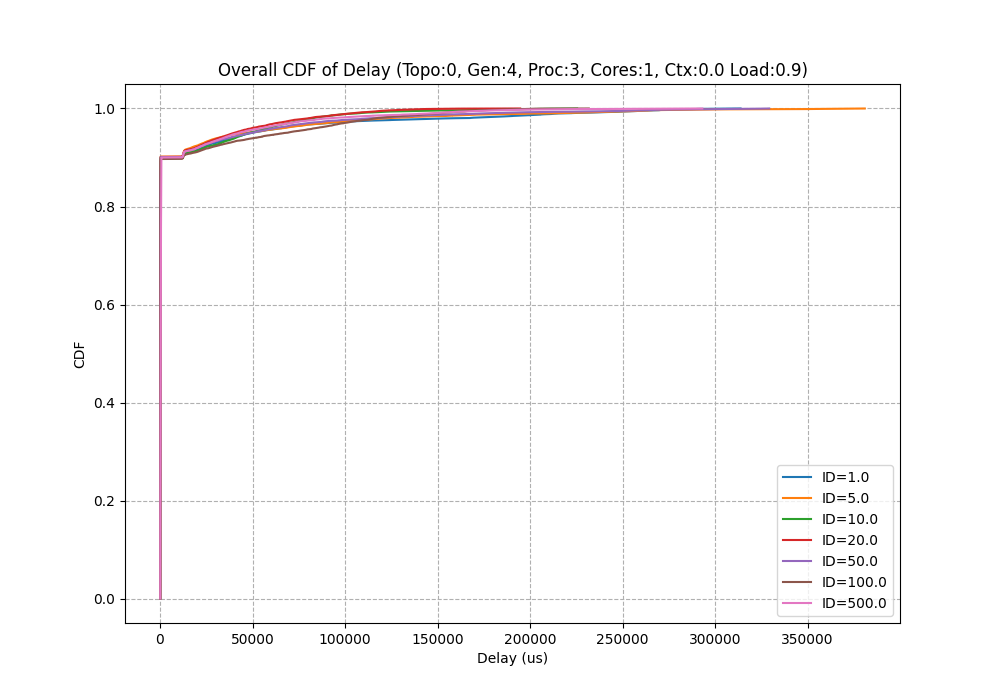 Overall CDF of Delay (Topo:0, Gen:4, Proc:3, Cores:1, Ctx:0.0 Load:0.9)
1.0
0.8
0.6
0.4
0.2
0.0
CDF
0 50000 100000 150000 200000 250000 300000 350000
Delay (us)
ID=1.0
ID=5.0
ID=10.0
ID=20.0
ID=50.0
ID=100.0
ID=500.0